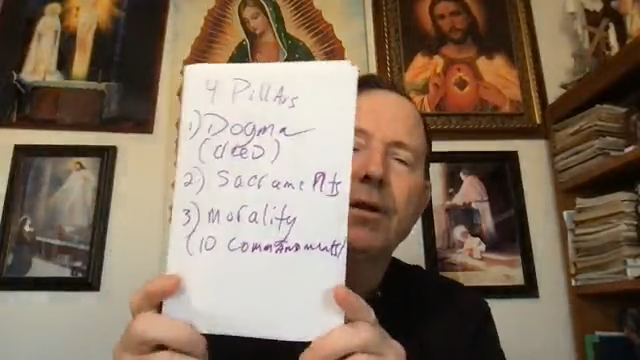 4 Pillars
1) Dogma
(Creed)
2) Sacraments
3) Morality
(10 Commandments)